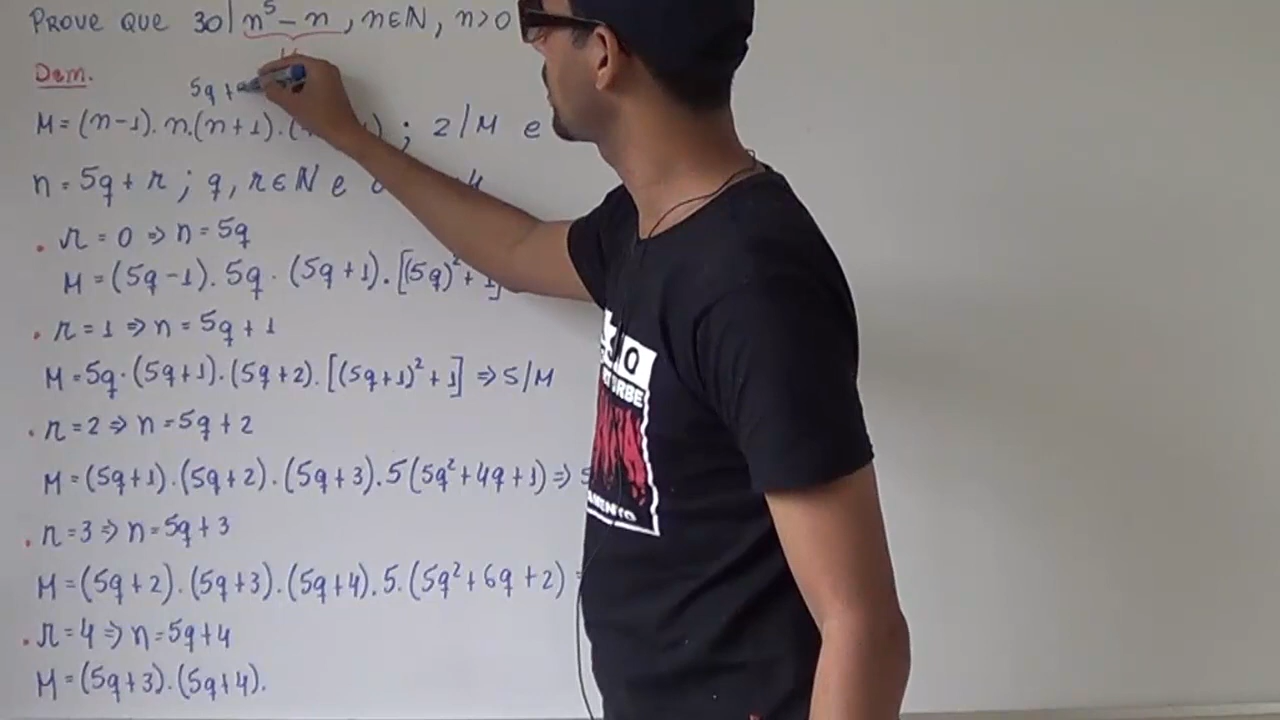 PROVE QUE 30 | n⁵ - n , n ∈ N , n > 0
Dem.
5q +
M = (n-1) . n.(n+1).( ) ; 2/M e
n = 5q + r ; q, r ∈ N e
. r = 0 ⇒ n = 5q
M = (5q-1). 5q . (5q+1). [(5q)² + 1]
. r = 1 ⇒ n = 5q + 1
M = 5q . (5q+1) . (5q+2) . [(5q+1)² + 1] ⇒ 5/M
. r = 2 ⇒ n = 5q + 2
M = (5q+1) . (5q+2) . (5q+3) . 5(5q² + 4q + 1) ⇒
. r = 3 ⇒ n = 5q + 3
M = (5q+2) . (5q+3) . (5q+4) . 5 . (5q² + 6q + 2)
. r = 4 ⇒ n = 5q + 4
M = (5q+3) . (5q+4) .